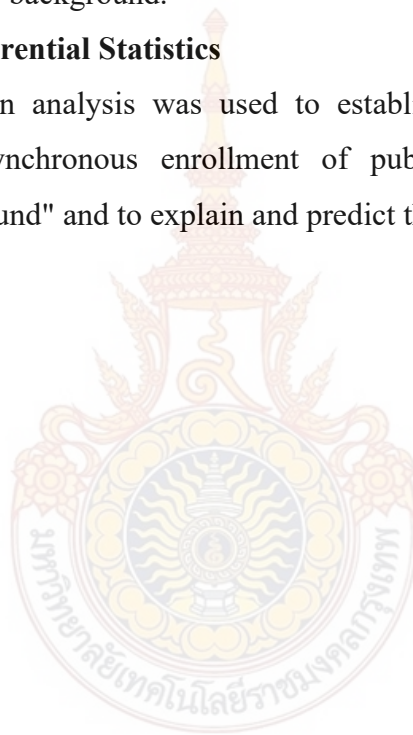 background.
rential Statistics
n analysis was used to establ
ynchronous enrollment of pub
und" and to explain and predict t
มหาวิทยาลัยเทคโนโลยีราชมงคลกรุงเทพ